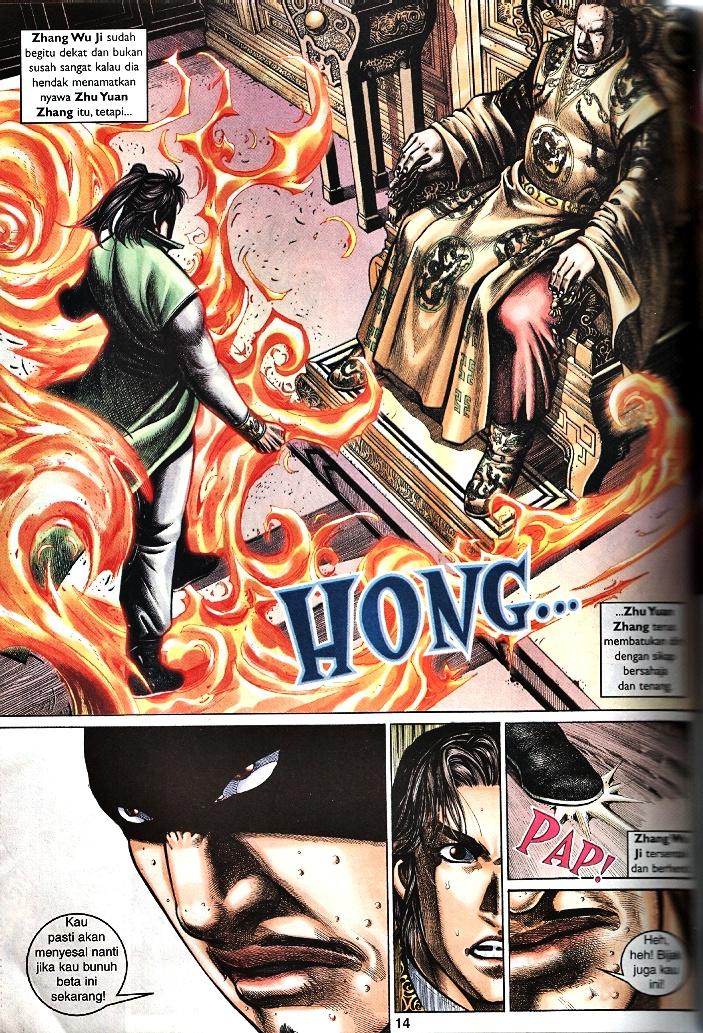 Zhang Wu Ji sudah
begitu dekat dan bukan
susah sangat kalau dia
hendak menamatkan
nyawa Zhu Yuan
Zhang itu, tetapi...
HONG...
...Zhu Yuan
Zhang terus
membatukan diri
dengan sikap
bersahaja
dan tenang.
Kau
pasti akan
menyesal nanti
jika kau bunuh
beta ini
sekarang!
PAP!
Zhang Wu
Ji
dan
Heh,
heh! Bijak
juga kau
ini!
14